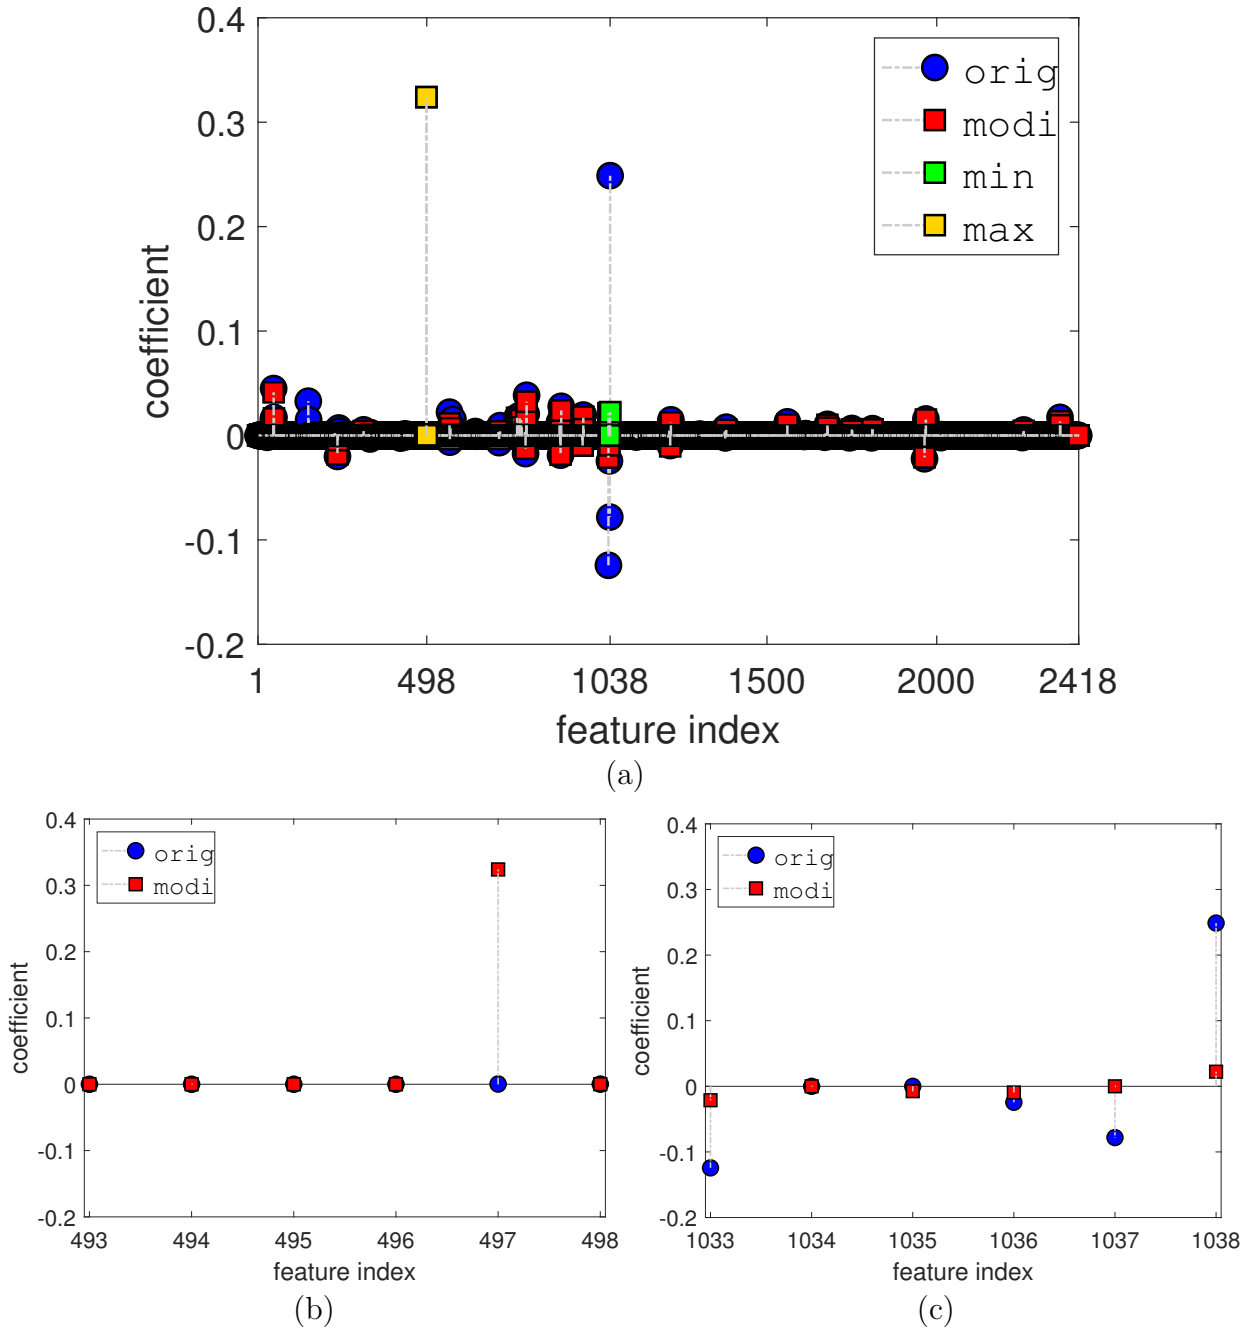 0.4
0.3
0.2
0.1
0
-0.1
-0.2
coefficient
orig
modi
min
max
1 498 1038 1500 2000 2418
feature index
(a)
0.4
0.3
0.2
0.1
0
-0.1
-0.2
coefficient
orig
modi
493 494 495 496 497 498
feature index
(b)
0.4
0.3
0.2
0.1
0
-0.1
-0.2
coefficient
orig
modi
1033 1034 1035 1036 1037 1038
feature index
(c)